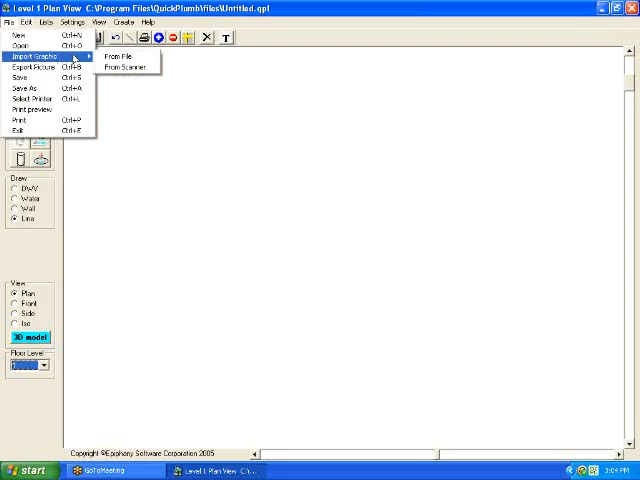 Level 1 Plan View C:\Program Files\QuickPlumb\files\Untitled.qpl
File Edit Lists Settings View Create Help
New Ctrl+N
Open Ctrl+O
Import Graphic
From File
Export Picture Ctrl+B
From Scanner
Save Ctrl+S
Save As Ctrl+A
Select Printer Ctrl+L
Print preview
Print Ctrl+P
Exit Ctrl+E
T
Draw
DWV
Water
Wall
Line
View
Plan
Front
Side
Iso
3D model
Floor Level
1
Copyright ©Epiphany Software Corporation 2005
start
GoToMeeting
Level 1 Plan View C:\...
3:04 PM